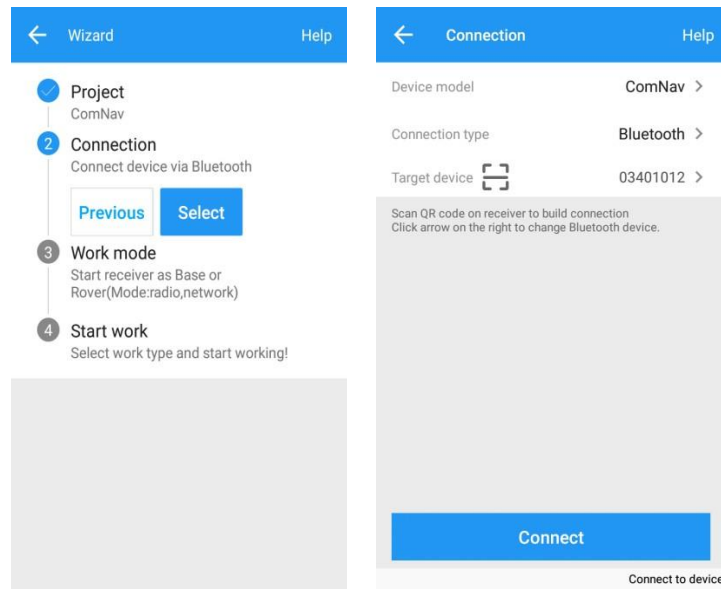 Wizard
Help
Project
ComNav
2
Connection
Connect device via Bluetooth
Previous
Select
3
Work mode
Start receiver as Base or
Rover(Mode:radio,network)
4
Start work
Select work type and start working!
Connection
Help
Device model
ComNav
Connection type
Bluetooth
Target device
03401012
Scan QR code on receiver to build connection
Click arrow on the right to change Bluetooth device.
Connect
Connect to device